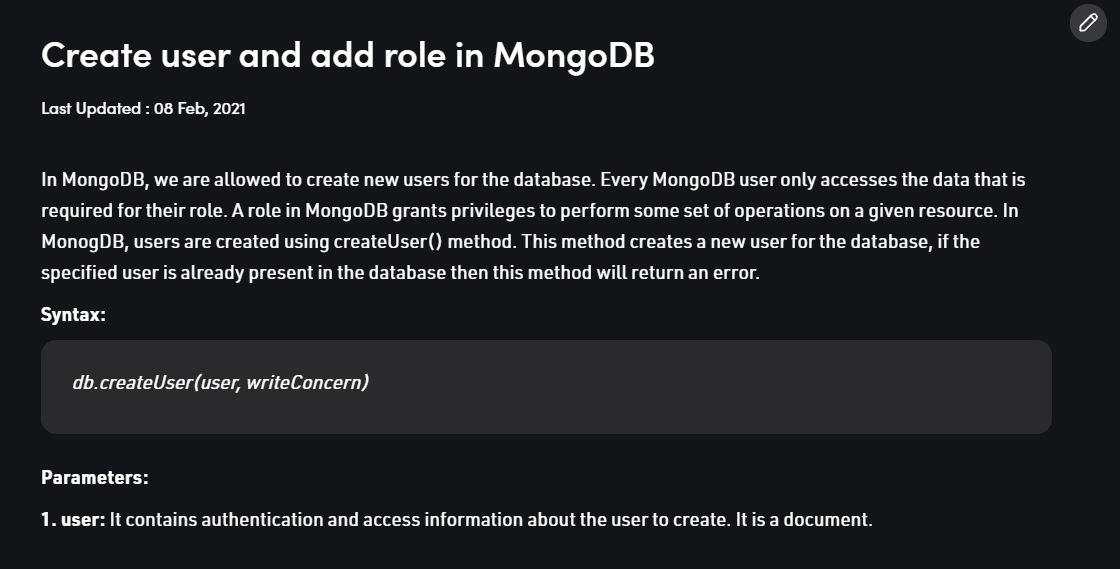 Create user and add role in MongoDB
Last Updated : 08 Feb, 2021
In MongoDB, we are allowed to create new users for the database. Every MongoDB user only accesses the data that is
required for their role. A role in MongoDB grants privileges to perform some set of operations on a given resource. In
MonogDB, users are created using createUser() method. This method creates a new user for the database, if the
specified user is already present in the database then this method will return an error.
Syntax:
db.createUser(user, writeConcern)
Parameters:
1. user: It contains authentication and access information about the user to create. It is a document.